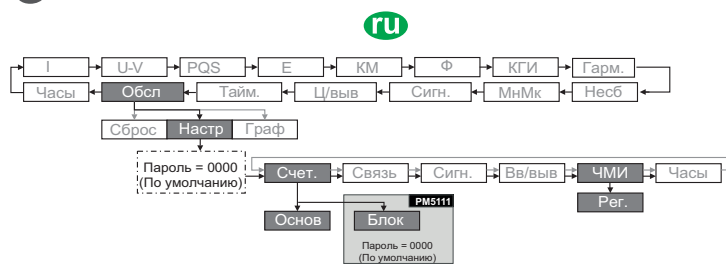 ru
I U-V PQS E КМ Ф КГИ Гарм.
Часы Обсл Тайм. Ц/выв Сигн. МнМк Несб
Сброс Настр Граф
Пароль = 0000
(По умолчанию)
Счет. Связь Сигн. Вв/выв ЧМИ Часы
PM5111
Основ Блок Рег.
Пароль = 0000
(По умолчанию)